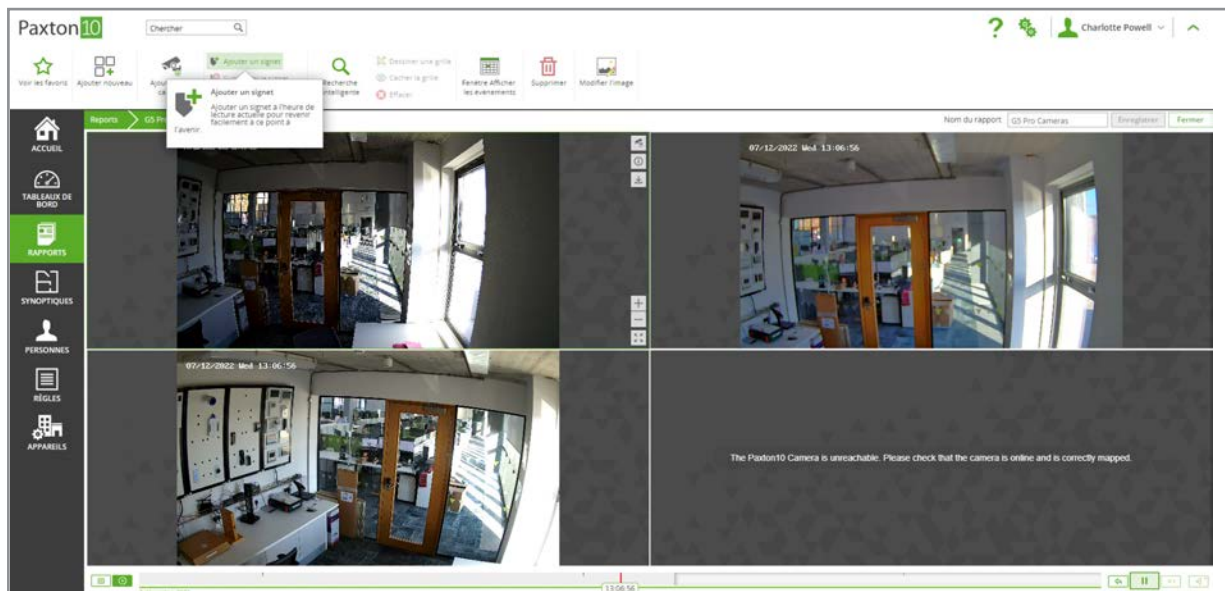 Paxton10
Chercher
Charlotte Powell
Voir les favoris
Ajouter nouveau
Ajouter un signet
Recherche
intelligente
Dessiner une grille
Cacher la grille
Effacer
Fenêtre Afficher
les événements
Supprimer
Modifier l'image
Ajouter un signet
Ajouter un signet à l'heure de
lecture actuelle pour revenir
facilement à ce point à
l'avenir.
Reports
G5 Pro
Nom du rapport
G5 Pro Cameras
Enregistrer
Fermer
ACCUEIL
TABLEAUX DE
BORD
RAPPORTS
SYNOPTIQUES
PERSONNES
RÈGLES
APPAREILS
07/12/2022 Wed 13:06:56
07/12/2022 Wed 13:06:56
The Paxton10 Camera is unreachable. Please check that the camera is online and is correctly mapped.
13:06:56